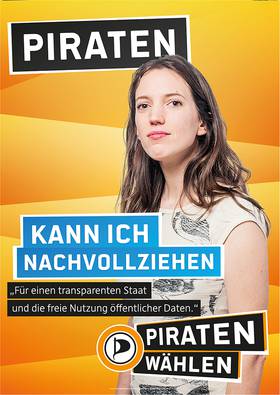 PIRATEN
KANN ICH
NACHVOLLZIEHEN
„Für einen transparenten Staat
und die freie Nutzung öffentlicher Daten.“
PIRATEN
WÄHLEN